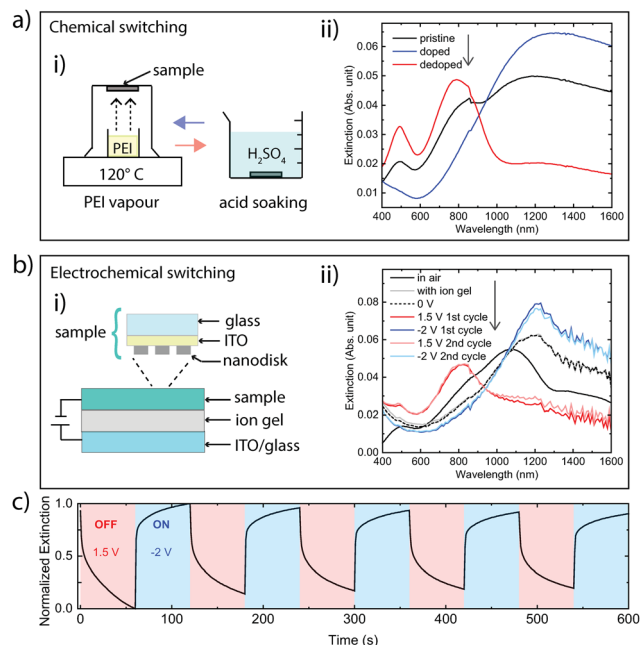 a)
Chemical switching
i)
sample
PEI
120° C
PEI vapour
H₂SO₄
acid soaking
ii)
pristine
doped
dedoped
Extinction (Abs. unit)
0.06
0.05
0.04
0.03
0.02
0.01
400 600 800 1000 1200 1400 1600
Wavelength (nm)
b)
Electrochemical switching
i)
sample
glass
ITO
nanodisk
sample
ion gel
ITO/glass
ii)
in air
with ion gel
0 V
1.5 V 1st cycle
-2 V 1st cycle
1.5 V 2nd cycle
-2 V 2nd cycle
Extinction (Abs. unit)
0.08
0.06
0.04
0.02
0.00
400 600 800 1000 1200 1400 1600
Wavelength (nm)
c)
Normalized Extinction
1.0
0.5
0.0
OFF ON
1.5 V -2 V
0 100 200 300 400 500 600
Time (s)